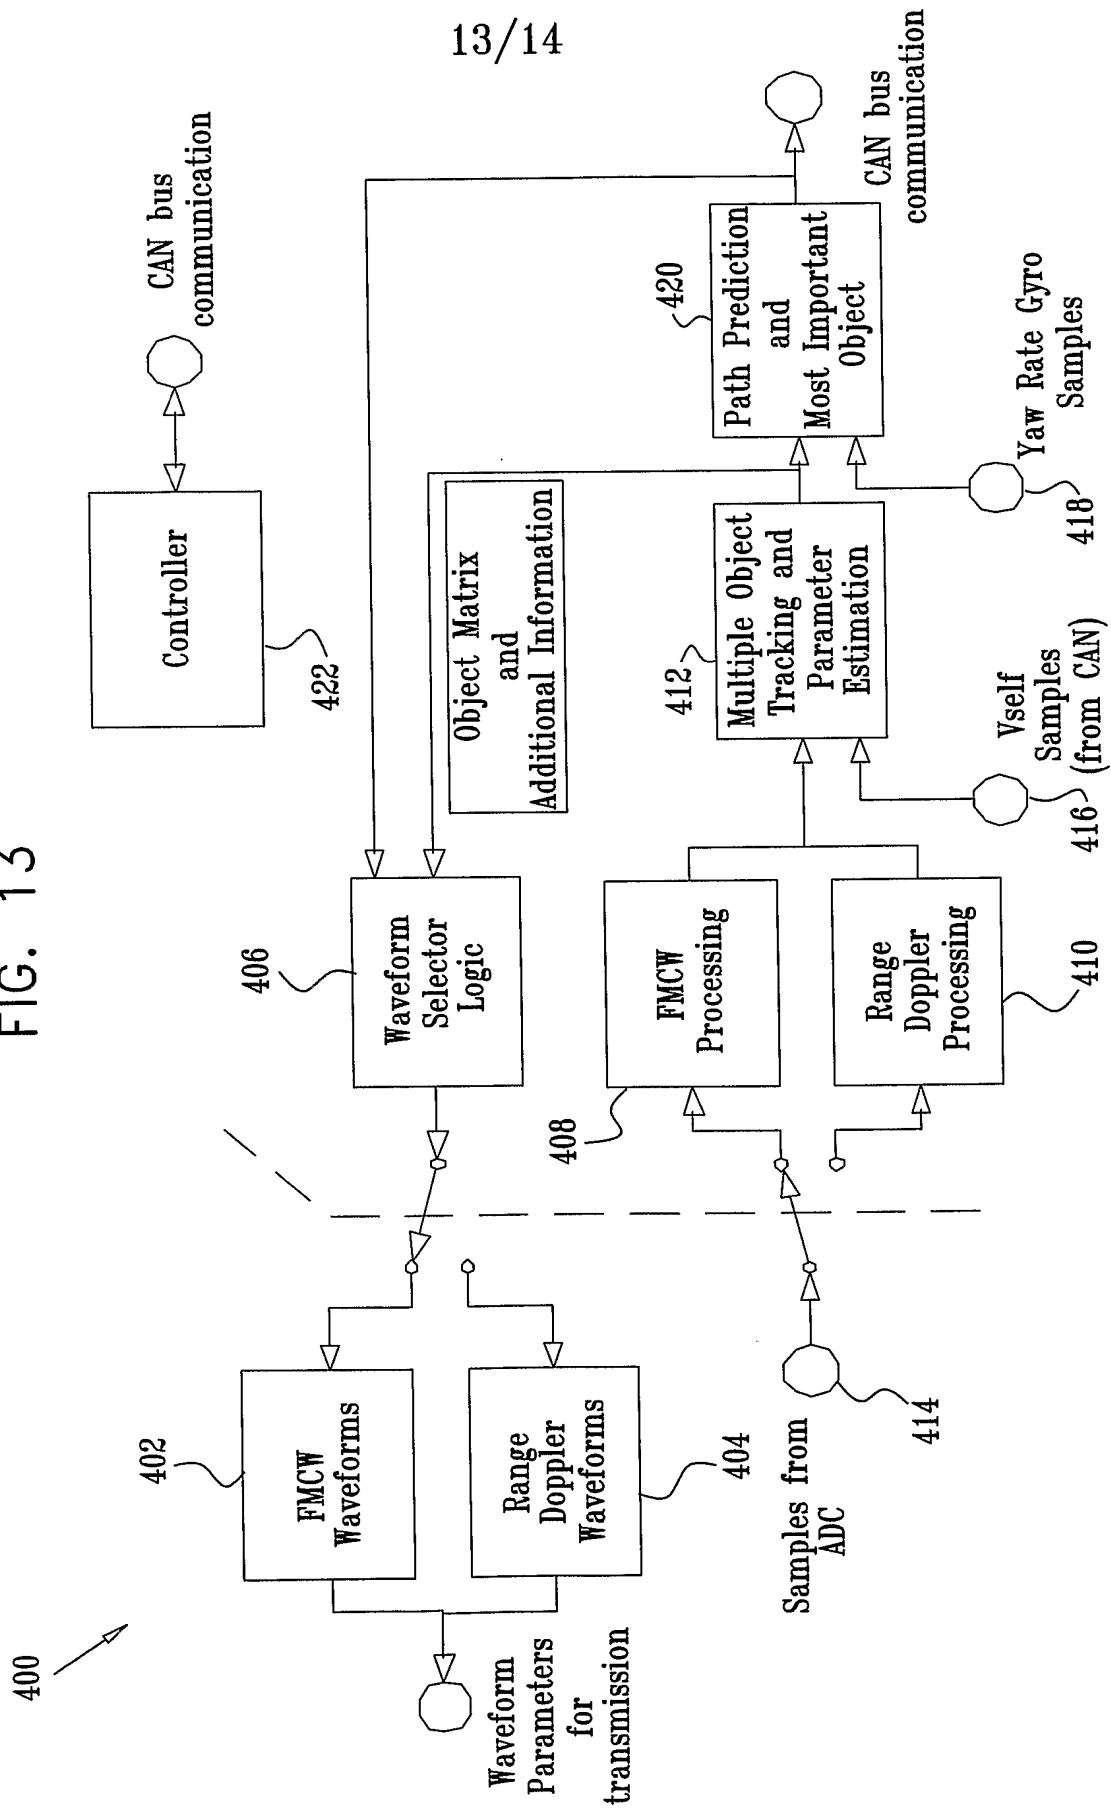 13/14
FIG. 13
400
402
FMCW
Waveforms
404
Range
Doppler
Waveforms
Waveform
Parameters
for
transmission
406
Waveform
Selector
Logic
Controller
422
CAN bus
communication
Object Matrix
and
Additional Information
Samples from
ADC
414
408
FMCW
Processing
Range
Doppler
Processing
410
412
Multiple Object
Tracking and
Parameter
Estimation
Vself
Samples
(from CAN)
416
420
Path Prediction
and
Most Important
Object
Yaw Rate Gyro
Samples
418
CAN bus
communication